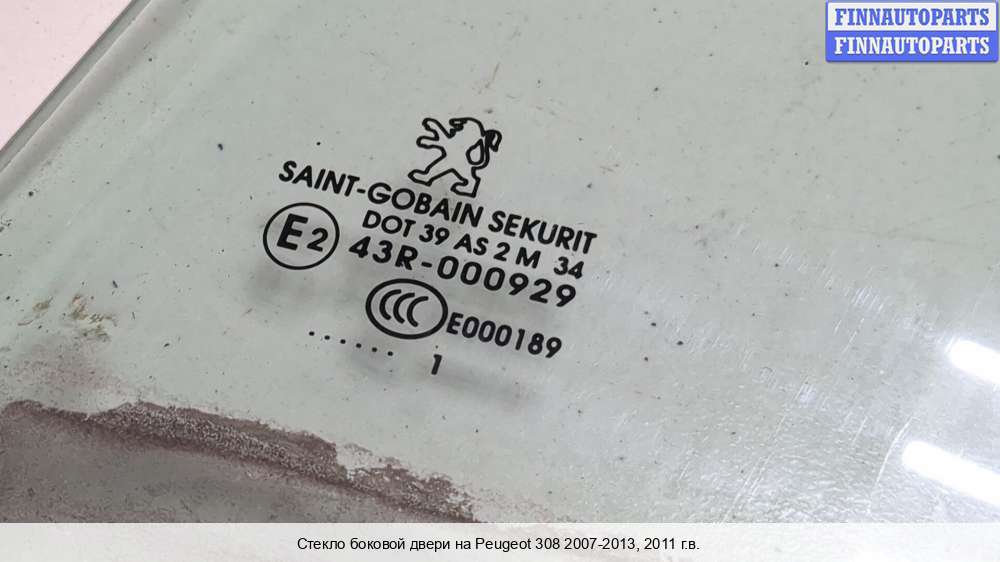 FINNAUTOPARTS
FINNAUTOPARTS
SAINT-GOBAIN SEKURIT
DOT 39 AS 2 M 34
E2 43R-000929
CCC E000189
...... 1
Стекло боковой двери на Peugeot 308 2007-2013, 2011 г.в.